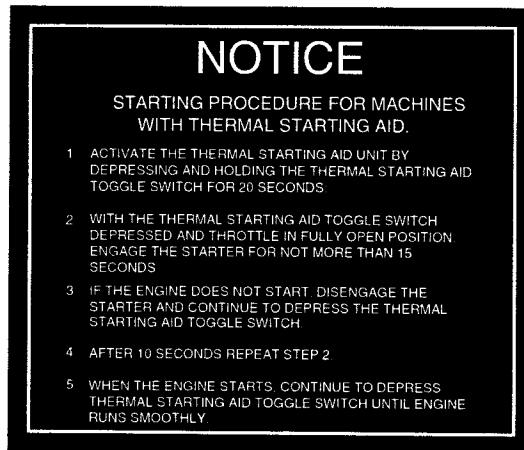 NOTICE
STARTING PROCEDURE FOR MACHINES
WITH THERMAL STARTING AID.
1 ACTIVATE THE THERMAL STARTING AID UNIT BY
DEPRESSING AND HOLDING THE THERMAL STARTING AID
TOGGLE SWITCH FOR 20 SECONDS
2 WITH THE THERMAL STARTING AID TOGGLE SWITCH
DEPRESSED AND THROTTLE IN FULLY OPEN POSITION.
ENGAGE THE STARTER FOR NOT MORE THAN 15
SECONDS
3 IF THE ENGINE DOES NOT START, DISENGAGE THE
STARTER AND CONTINUE TO DEPRESS THE THERMAL
STARTING AID TOGGLE SWITCH.
4 AFTER 10 SECONDS REPEAT STEP 2.
5 WHEN THE ENGINE STARTS, CONTINUE TO DEPRESS
THERMAL STARTING AID TOGGLE SWITCH UNTIL ENGINE
RUNS SMOOTHLY.